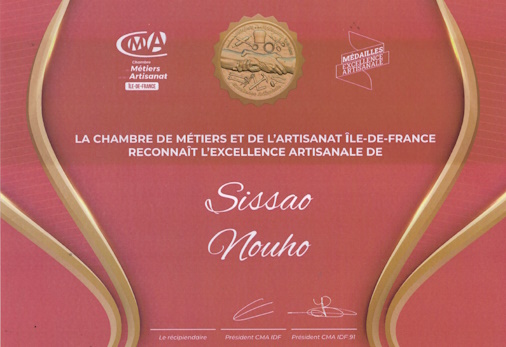 CMA
Chambre
Métiers
Artisanat
ÎLE-DE-FRANCE
MÉDAILLES
EXCELLENCE
ARTISANALE
LA CHAMBRE DE MÉTIERS ET DE L'ARTISANAT ÎLE-DE-FRANCE
RECONNAÎT L'EXCELLENCE ARTISANALE DE
Sissao
Nouho
Le récipiendaire
Président CMA IDF
Président CMA IDF 91